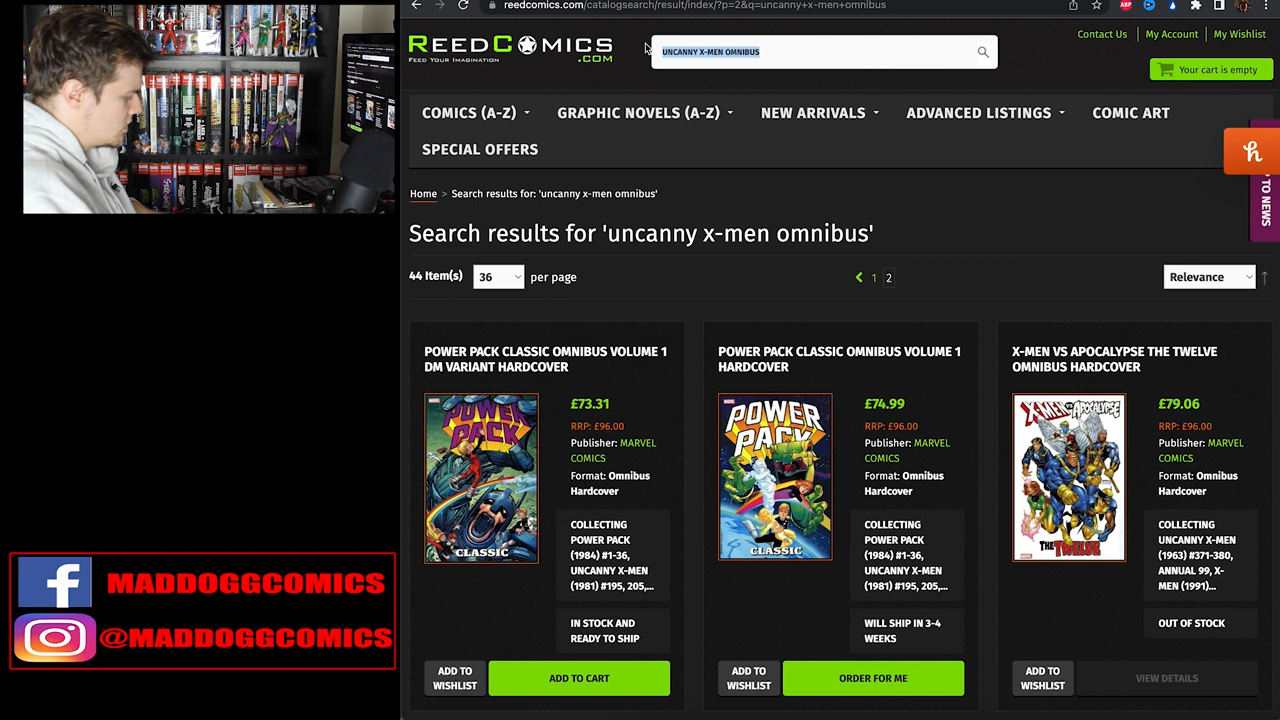 reedcomics.com/catalogsearch/result/index/?p=2&q=uncanny+x-men+omnibus
ABP
REEDCOMICS
FEED YOUR IMAGINATION
.COM
UNCANNY X-MEN OMNIBUS
Contact Us
My Account
My Wishlist
Your cart is empty
COMICS (A-Z)
GRAPHIC NOVELS (A-Z)
NEW ARRIVALS
ADVANCED LISTINGS
COMIC ART
SPECIAL OFFERS
h
P TO NEWS
Home > Search results for: 'uncanny x-men omnibus'
Search results for 'uncanny x-men omnibus'
44 Item(s)
36
per page
1
2
Relevance
POWER PACK CLASSIC OMNIBUS VOLUME 1
DM VARIANT HARDCOVER
MARVEL
POWER
PACK
CLASSIC
£73.31
RRP: £96.00
Publisher: MARVEL
COMICS
Format: Omnibus
Hardcover
COLLECTING
POWER PACK
(1984) #1-36,
UNCANNY X-MEN
(1981) #195, 205,...
IN STOCK AND
READY TO SHIP
ADD TO
WISHLIST
ADD TO CART
POWER PACK CLASSIC OMNIBUS VOLUME 1
HARDCOVER
MARVEL
POWER
PACK
CLASSIC
£74.99
RRP: £96.00
Publisher: MARVEL
COMICS
Format: Omnibus
Hardcover
COLLECTING
POWER PACK
(1984) #1-36,
UNCANNY X-MEN
(1981) #195, 205,...
WILL SHIP IN 3-4
WEEKS
ADD TO
WISHLIST
ORDER FOR ME
X-MEN VS APOCALYPSE THE TWELVE
OMNIBUS HARDCOVER
X-MEN VS APOCALYPSE
THE TWELVE
£79.06
RRP: £96.00
Publisher: MARVEL
COMICS
Format: Omnibus
Hardcover
COLLECTING
UNCANNY X-MEN
(1963) #371-380,
ANNUAL 99, X-
MEN (1991)...
OUT OF STOCK
ADD TO
WISHLIST
VIEW DETAILS
f
MADDOGGCOMICS
@MADDOGGCOMICS